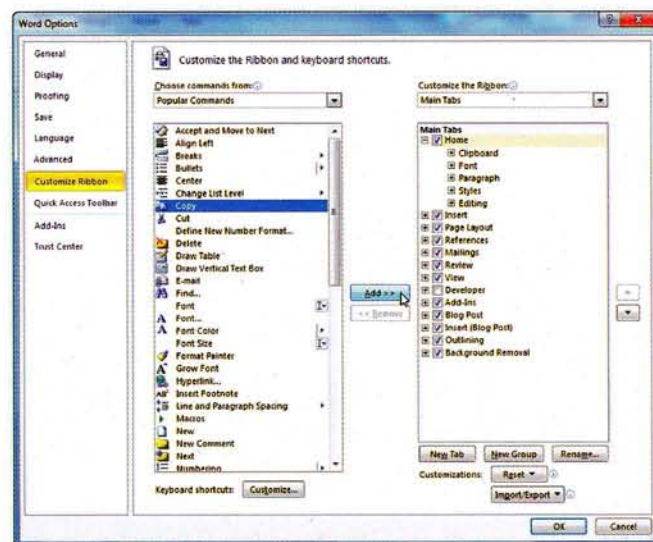 Word Options
General
Display
Proofing
Save
Language
Advanced
Customize Ribbon
Quick Access Toolbar
Add-Ins
Trust Center
Customize the Ribbon and keyboard shortcuts.
Choose commands from:
Popular Commands
Accept and Move to Next
Align Left
Breaks
Bullets
Center
Change List Level
Copy
Cut
Define New Number Format...
Delete
Draw Table
Draw Vertical Text Box
E-mail
Find...
Font
Font...
Font Color
Font Size
Format Painter
Grow Font
Hyperlink...
Insert Footnote
Line and Paragraph Spacing
Macros
New
New Comment
Next
Numbering
Keyboard shortcuts: Customize...
Add >>
<< Remove
Customize the Ribbon:
Main Tabs
Main Tabs
Home
Clipboard
Font
Paragraph
Styles
Editing
Insert
Page Layout
References
Mailings
Review
View
Developer
Add-Ins
Blog Post
Insert (Blog Post)
Outlining
Background Removal
New Tab New Group Rename...
Customizations: Reset
Import/Export
OK Cancel